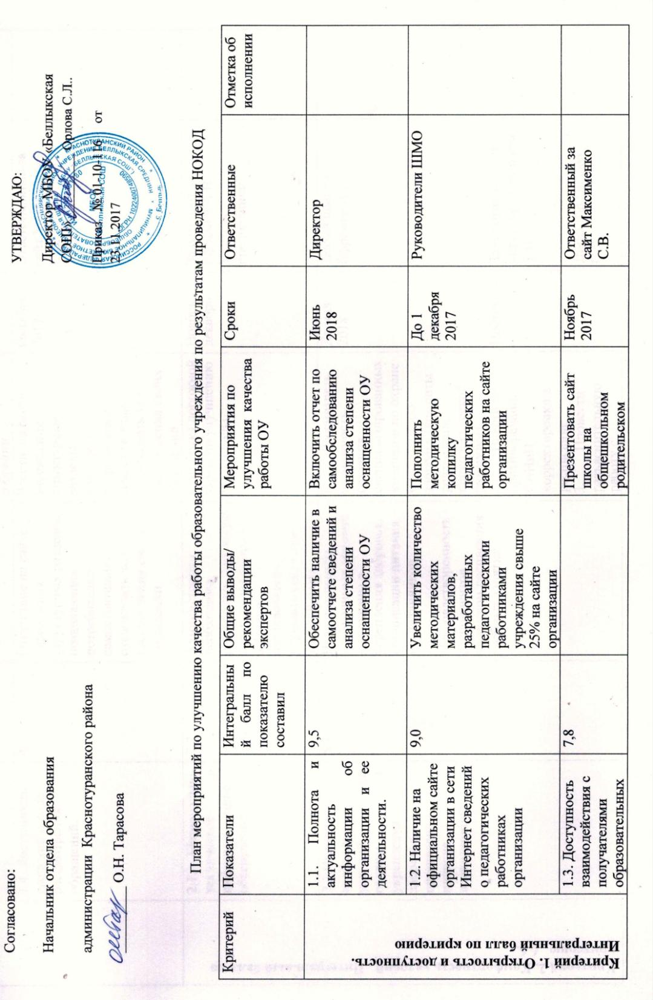 Согласовано:
Начальник отдела образования
администрации Краснотуранского района
О.Н. Тарасова
УТВЕРЖДАЮ:
Директор МБОУ «Беллыкская
СОШ» Орлова С.Л..
Приказ № 01-10-116 от
23.11.2017
План мероприятий по улучшению качества работы образовательного учреждения по результатам проведения НОКОД
Критерий
Показатели
Интегральны
й балл по
показателю
составил
Общие выводы/
рекомендации
экспертов
Мероприятия по
улучшения качества
работы ОУ
Сроки
Ответственные
Отметка об
исполнении
Критерий 1. Открытость и доступность.
Интегральный балл по критерию
1.1. Полнота и
актуальность
информации об
организации и ее
деятельности.
9,5
Обеспечить наличие в
самоотчете сведений и
анализа степени
оснащенности ОУ
Включить отчет по
самообследованию
анализа степени
оснащенности ОУ
Июнь
2018
Директор
1.2. Наличие на
официальном сайте
организации в сети
Интернет сведений
о педагогических
работниках
организации
9,0
Увеличить количество
методических
материалов,
разработанных
педагогическими
работниками
учреждения свыше
25% на сайте
организации
Пополнить
методическую
копилку
педагогических
работников на сайте
организации
До 1
декабря
2017
Руководители ШМО
1.3. Доступность
взаимодействия с
получателями
образовательных
7,8
Презентовать сайт
школы на
общешкольном
родительском
Ноябрь
2017
Ответственный за
сайт Максименко
С.В.